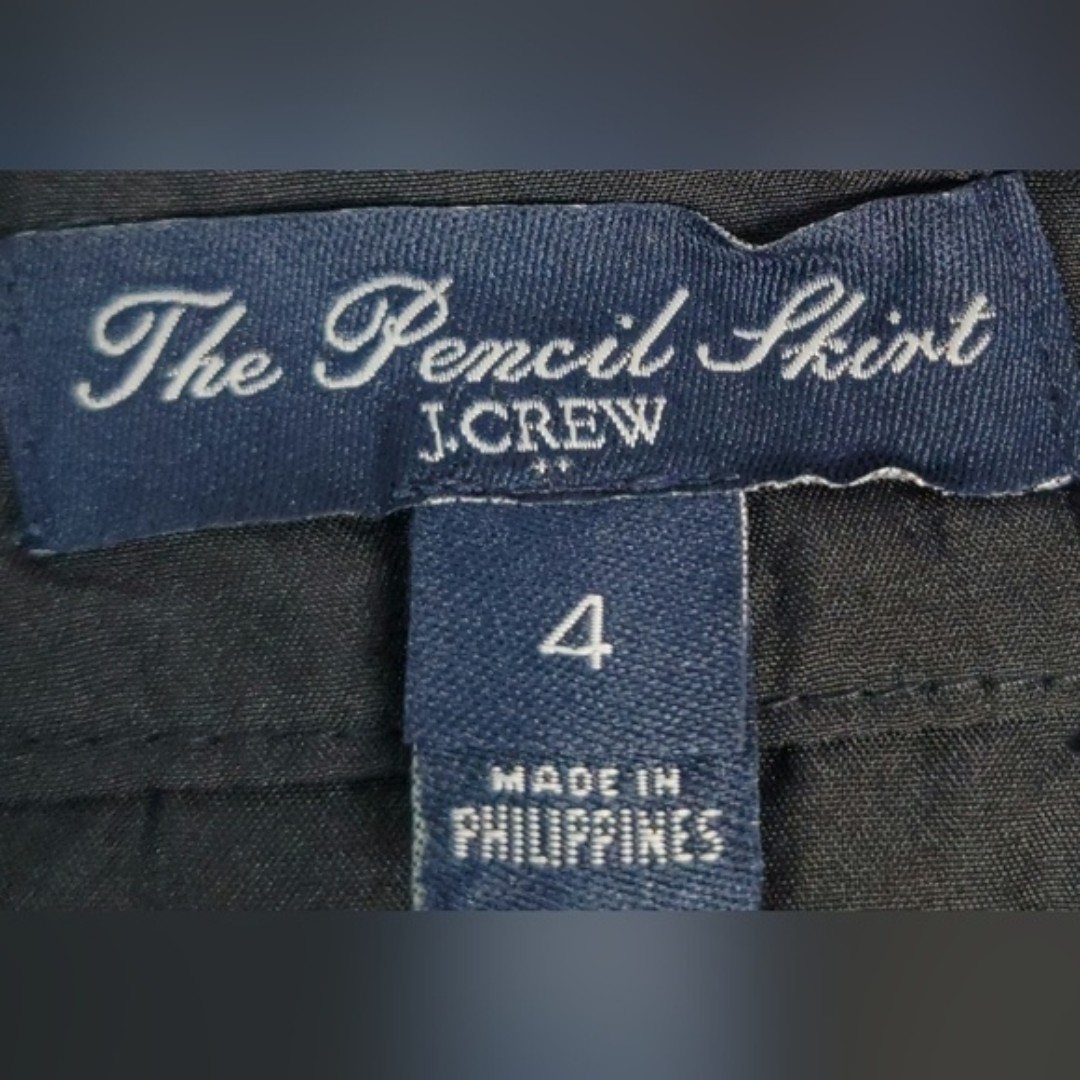 The Pencil Skirt
J.CREW
4
MADE IN
PHILIPPINES